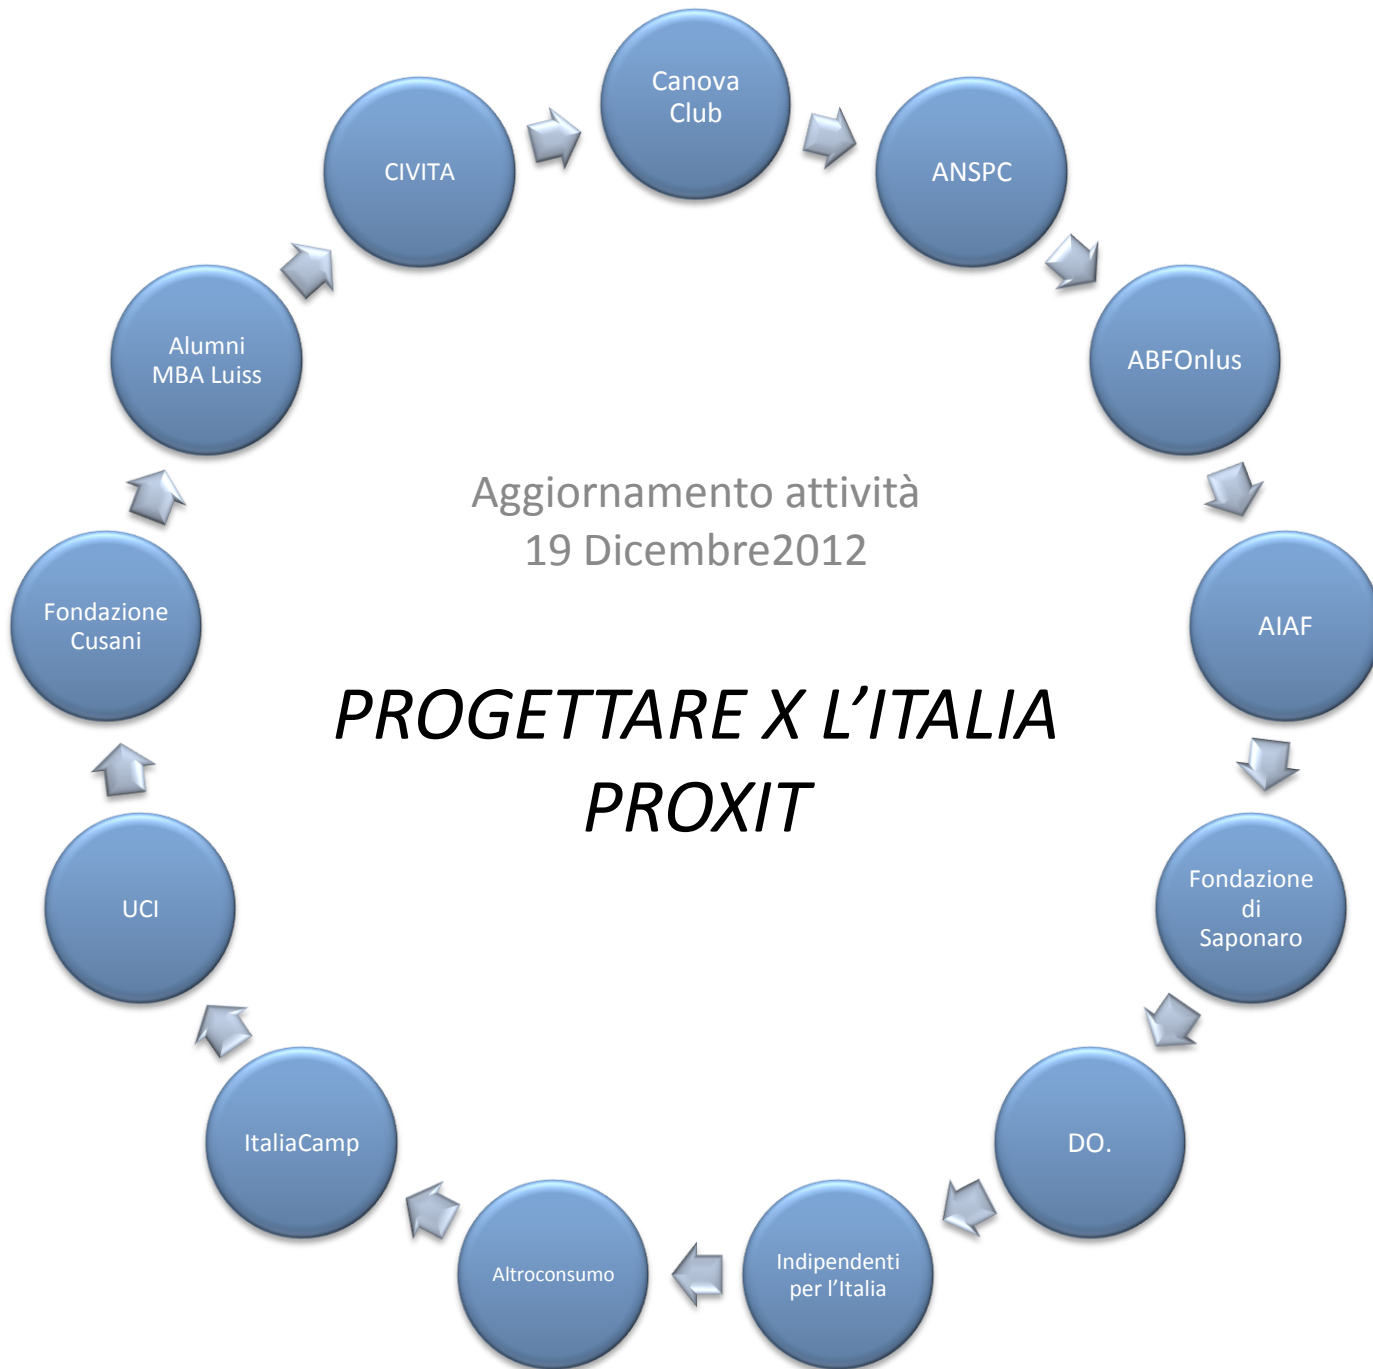 Canova
Club
ANSPC
ABFOnlus
AIAF
Fondazione
di
Saponaro
DO.
Indipendenti
per l’Italia
Altroconsumo
ItaliaCamp
UCI
Fondazione
Cusani
Alumni
MBA Luiss
CIVITA
Aggiornamento attività
19 Dicembre2012
PROGETTARE X L’ITALIA
PROXIT